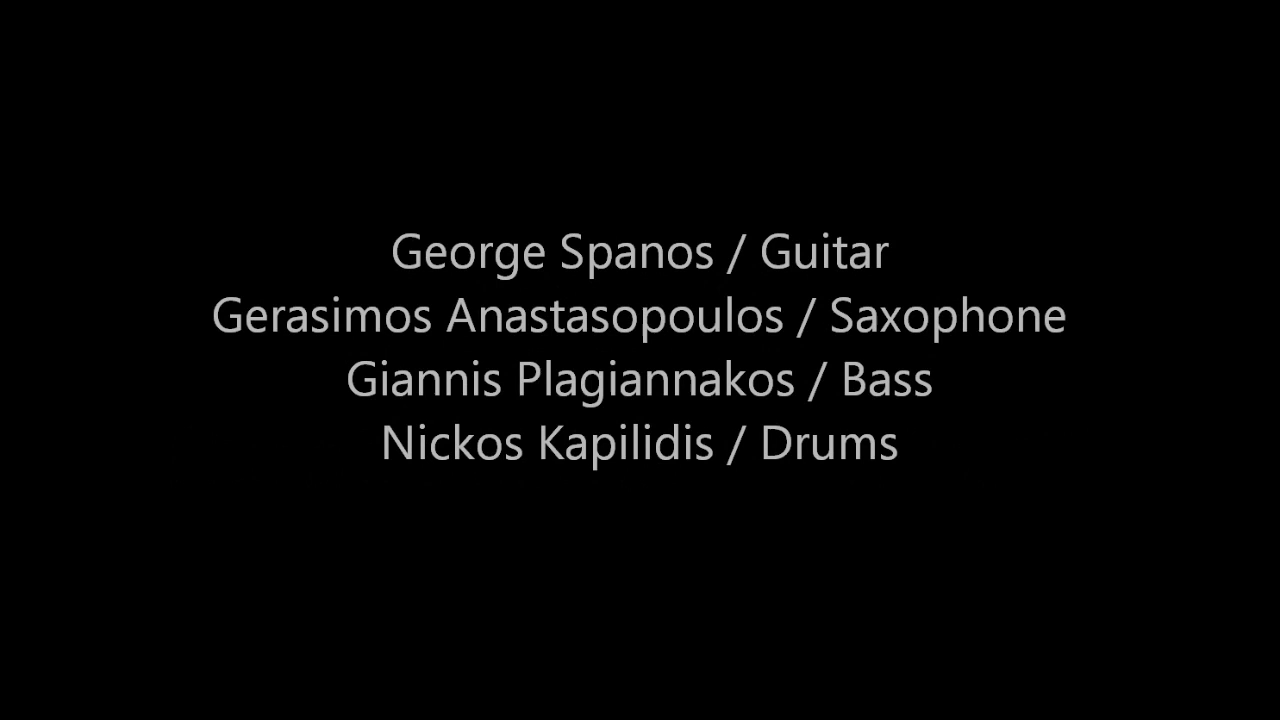 George Spanos / Guitar
Gerasimos Anastasopoulos / Saxophone
Giannis Plagiannakos / Bass
Nickos Kapilidis / Drums